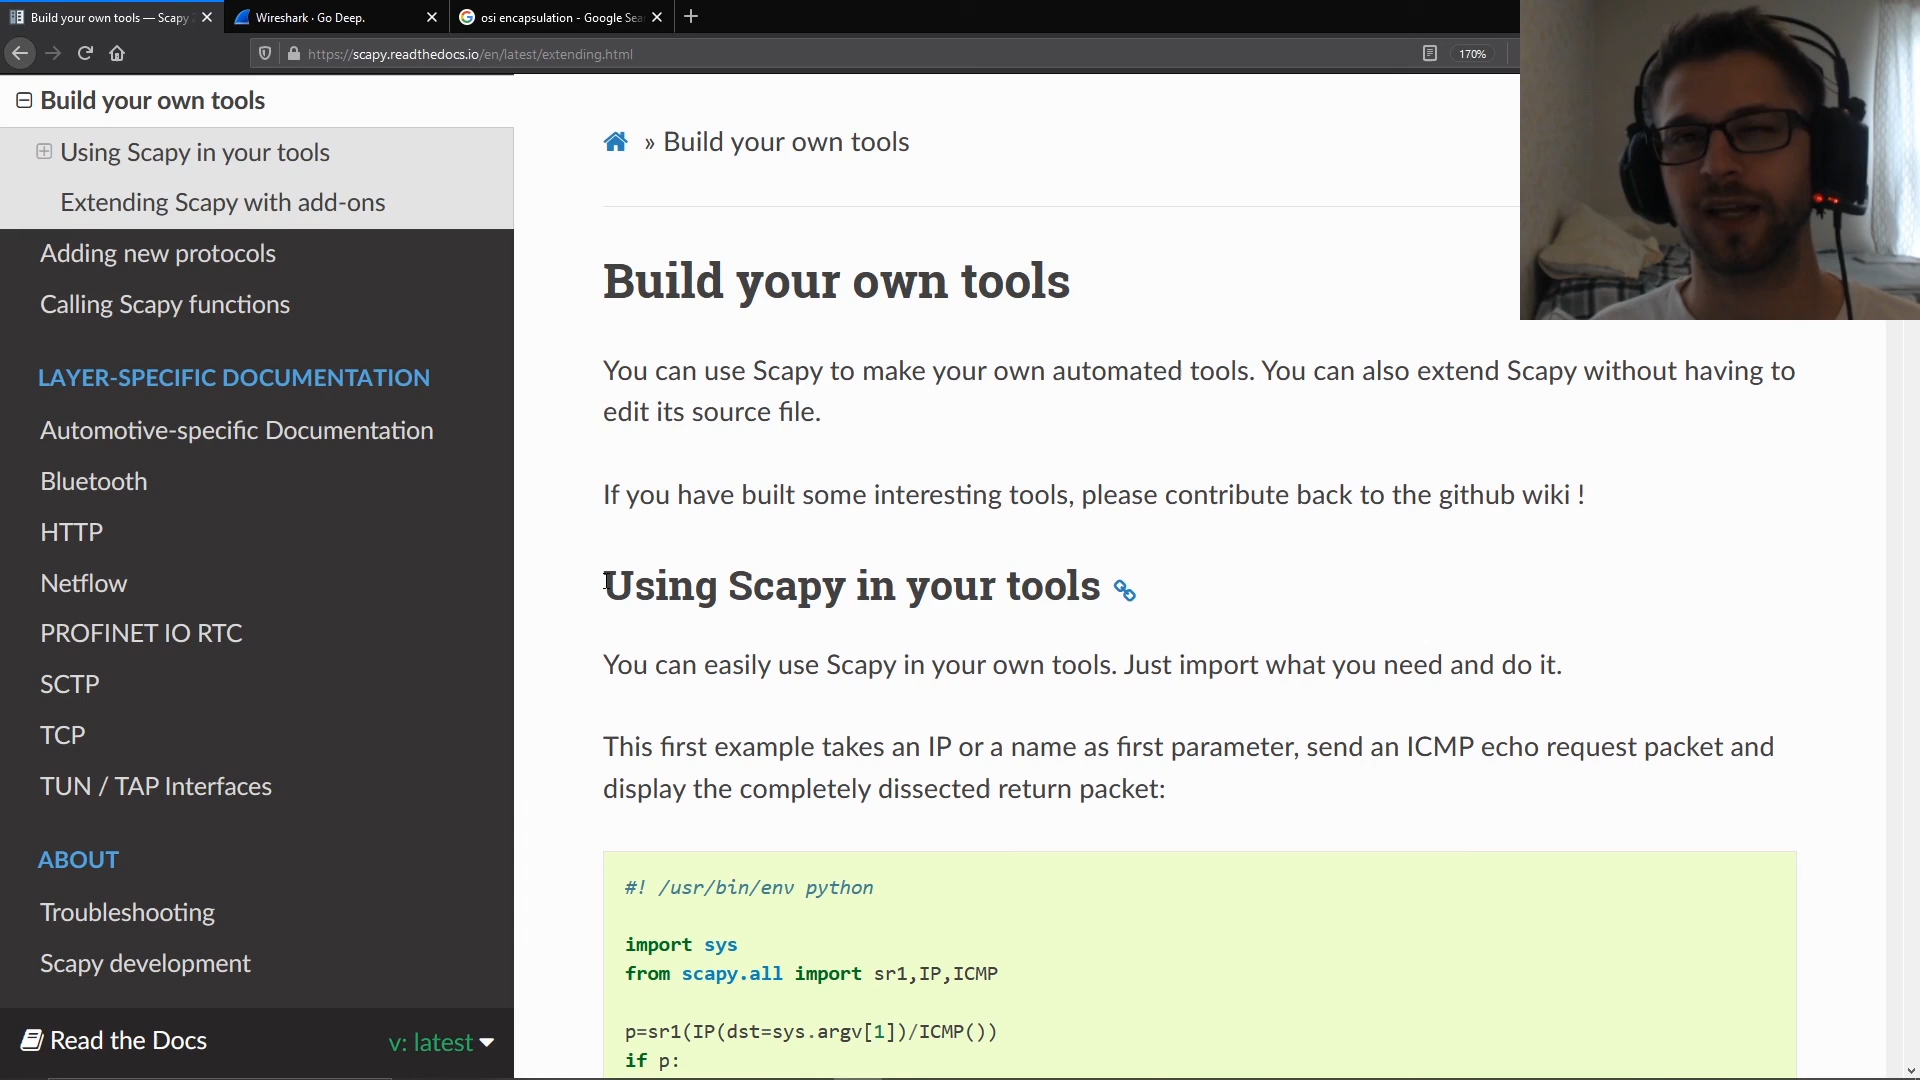 Build your own tools — Scapy
Wireshark · Go Deep.
osi encapsulation - Google Sea
https://scapy.readthedocs.io/en/latest/extending.html
170%
Build your own tools
Using Scapy in your tools
Extending Scapy with add-ons
Adding new protocols
Calling Scapy functions
LAYER-SPECIFIC DOCUMENTATION
Automotive-specific Documentation
Bluetooth
HTTP
Netflow
PROFINET IO RTC
SCTP
TCP
TUN / TAP Interfaces
ABOUT
Troubleshooting
Scapy development
Read the Docs
v: latest
» Build your own tools
Build your own tools
You can use Scapy to make your own automated tools. You can also extend Scapy without having to
edit its source file.
If you have built some interesting tools, please contribute back to the github wiki !
Using Scapy in your tools
You can easily use Scapy in your own tools. Just import what you need and do it.
This first example takes an IP or a name as first parameter, send an ICMP echo request packet and
display the completely dissected return packet:
#! /usr/bin/env python
import sys
from scapy.all import sr1,IP,ICMP
p=sr1(IP(dst=sys.argv[1])/ICMP())
if p: